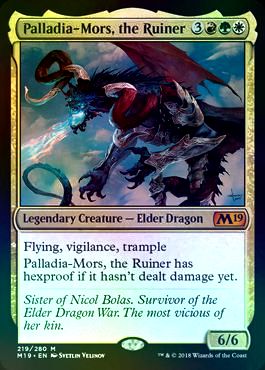 Palladia-Mors, the Ruiner 3
Legendary Creature — Elder Dragon M19
Flying, vigilance, trample
Palladia-Mors, the Ruiner has
hexproof if it hasn't dealt damage yet.
Sister of Nicol Bolas. Survivor of the
Elder Dragon War. The most vicious of
her kin.
6/6
219/280 M
M19 • EN Svetlin Velinov ™ & © 2018 Wizards of the Coast